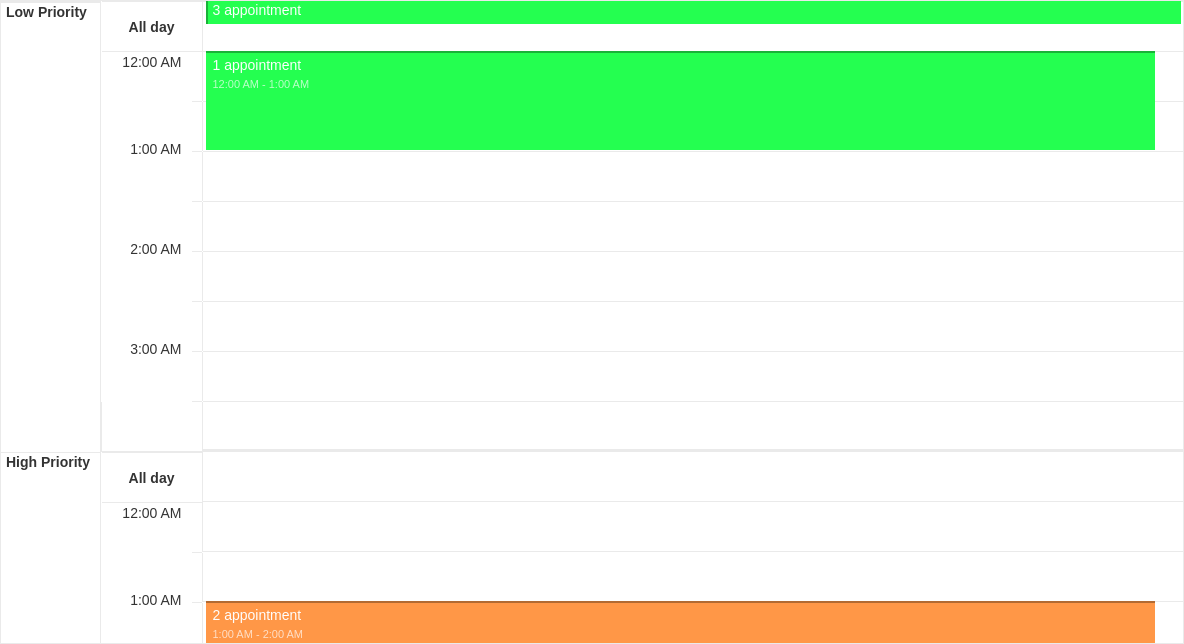 Low Priority
All day
3 appointment
12:00 AM
1 appointment
12:00 AM - 1:00 AM
1:00 AM
2:00 AM
3:00 AM
High Priority
All day
12:00 AM
1:00 AM
2 appointment
1:00 AM - 2:00 AM